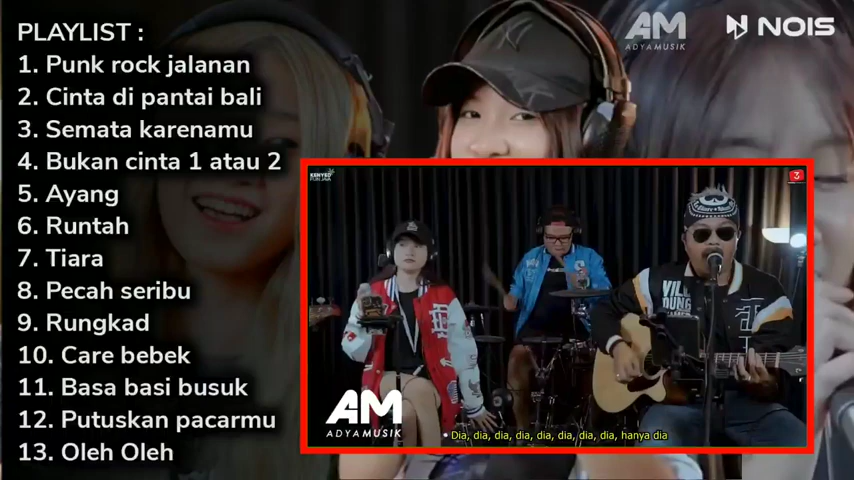 PLAYLIST :
1. Punk rock jalanan
2. Cinta di pantai bali
3. Semata karenamu
4. Bukan cinta 1 atau 2
5. Ayang
6. Runtah
7. Tiara
8. Pecah seribu
9. Rungkad
10. Care bebek
11. Basa basi busuk
12. Putuskan pacarmu
13. Oleh Oleh
AM
ADYAMUSIK
NOIS
3
AM
ADYAMUSIK
Dia, dia, dia, dia, dia, dia, dia, dia, hanya dia